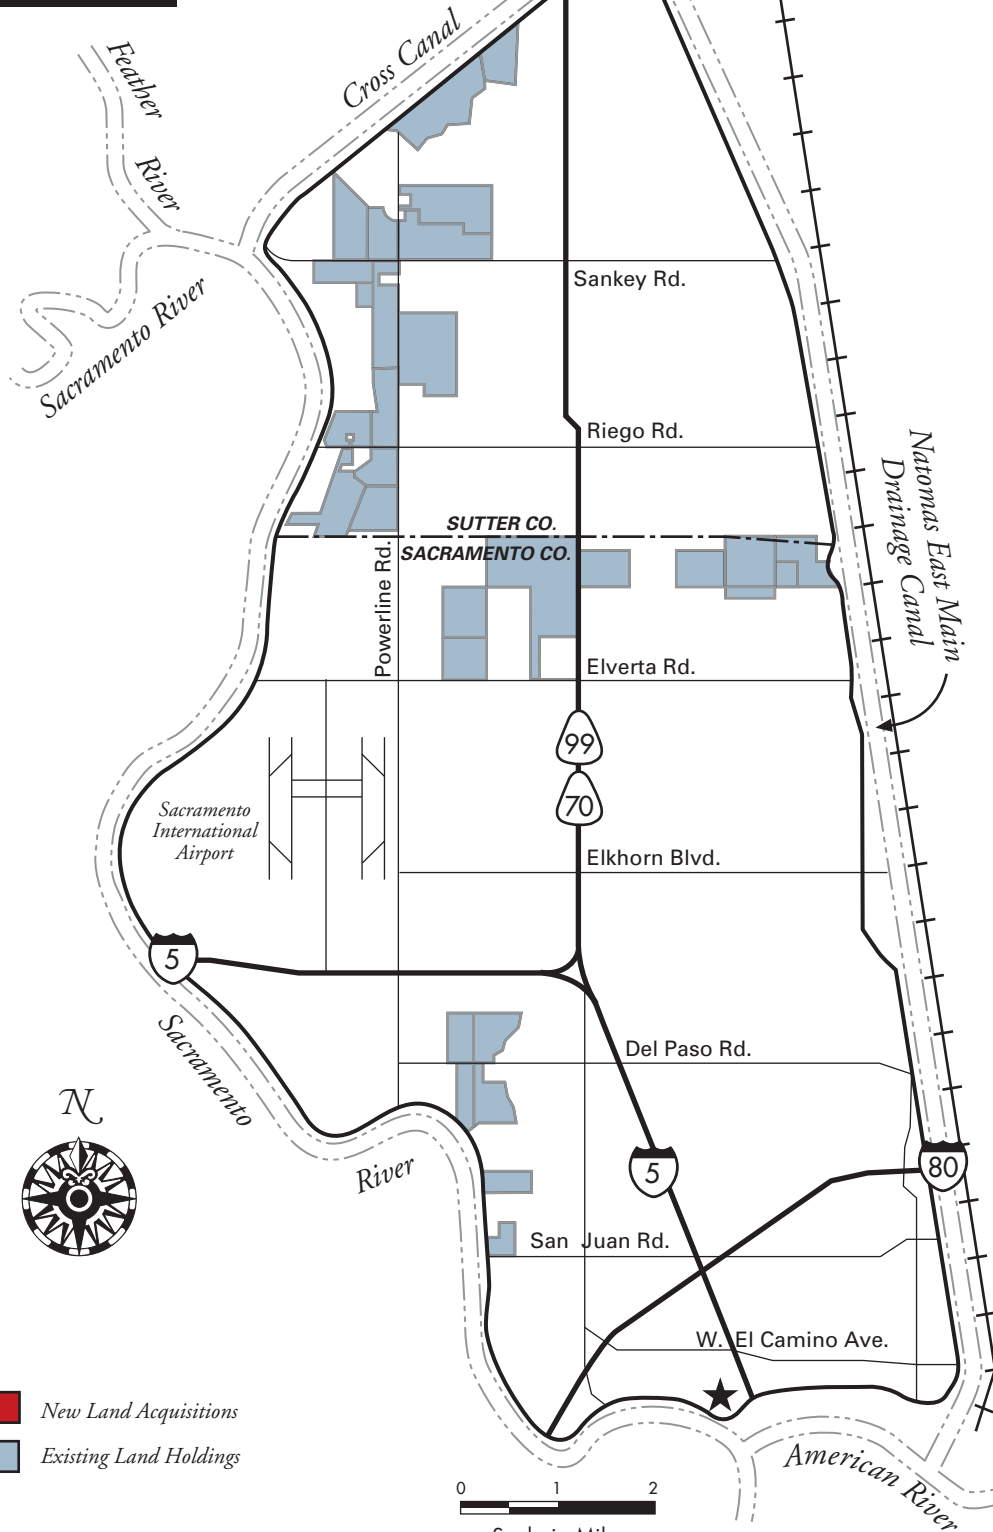 Feather
River
Cross Canal
Sacramento River
Sankey Rd.
Riego Rd.
Natomas East Main
Drainage Canal
SUTTER CO.
SACRAMENTO CO.
Powerline Rd.
Elverta Rd.
99
70
Sacramento
International
Airport
Elkhorn Blvd.
5
Sacramento
River
Del Paso Rd.
N
5
80
San Juan Rd.
W. El Camino Ave.
New Land Acquisitions
Existing Land Holdings
American River
0 1 2